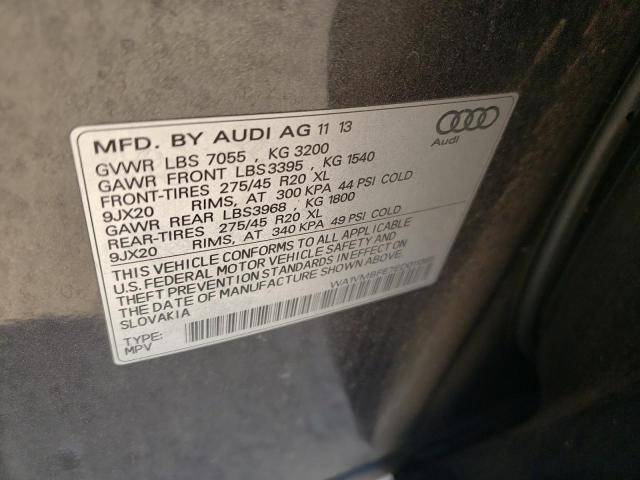 MFD. BY AUDI AG 11 13
GVWR LBS 7055 , KG 3200
GAWR FRONT LBS3395 , KG 1540
FRONT-TIRES 275/45 R20 XL
9JX20 RIMS, AT 300 KPA 44 PSI COLD
GAWR REAR LBS3968 , KG 1800
REAR-TIRES 275/45 R20 XL
9JX20 RIMS, AT 340 KPA 49 PSI COLD
THIS VEHICLE CONFORMS TO ALL APPLICABLE
U.S. FEDERAL MOTOR VEHICLE SAFETY AND
THEFT PREVENTION STANDARDS IN EFFECT ON
THE DATE OF MANUFACTURE SHOWN ABOVE.
SLOVAKIA
TYPE:
MPV
Audi